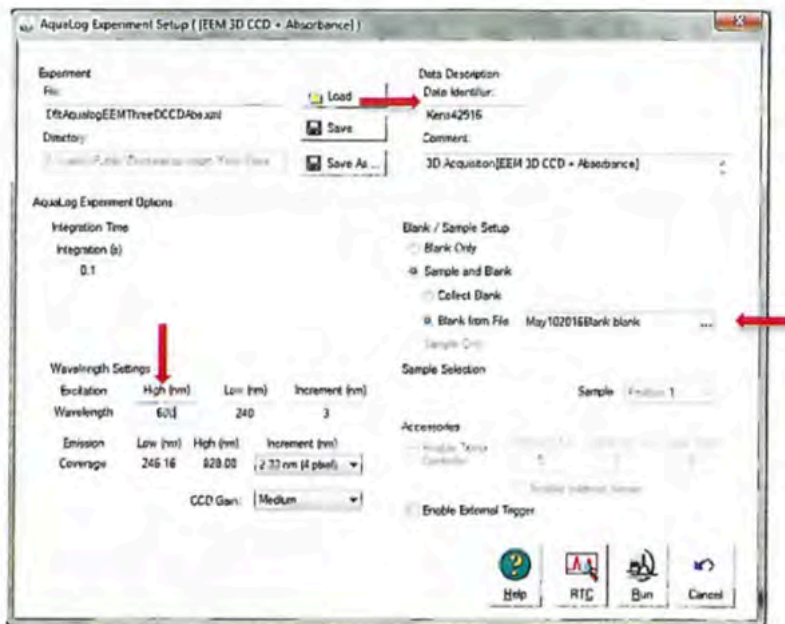 AquaLog Experiment Setup ( [EEM 3D CCD + Absorbance] )
Experiment
File:
Load
DfltAqualogEEMThreeDCCDAbs.xml
Save
Directory:
Save As ...
Data Description
Data Identifier:
Kens42516
Comment:
3D Acquisition[EEM 3D CCD + Absorbance]
AquaLog Experiment Options
Integration Time
Integration (s)
0.1
Blank / Sample Setup
Blank Only
Sample and Blank
Collect Blank
Blank from File May102016Blank blank ...
Sample Only
Wavelength Settings
Excitation High (nm) Low (nm) Increment (nm)
Wavelength 600 240 3
Emission Low (nm) High (nm) Increment (nm)
Coverage 246.16 828.00 2.33 nm (4 pixel)
CCD Gain: Medium
Sample Selection
Sample Position 1
Accessories
Enable External Trigger
Help RTC Run Cancel